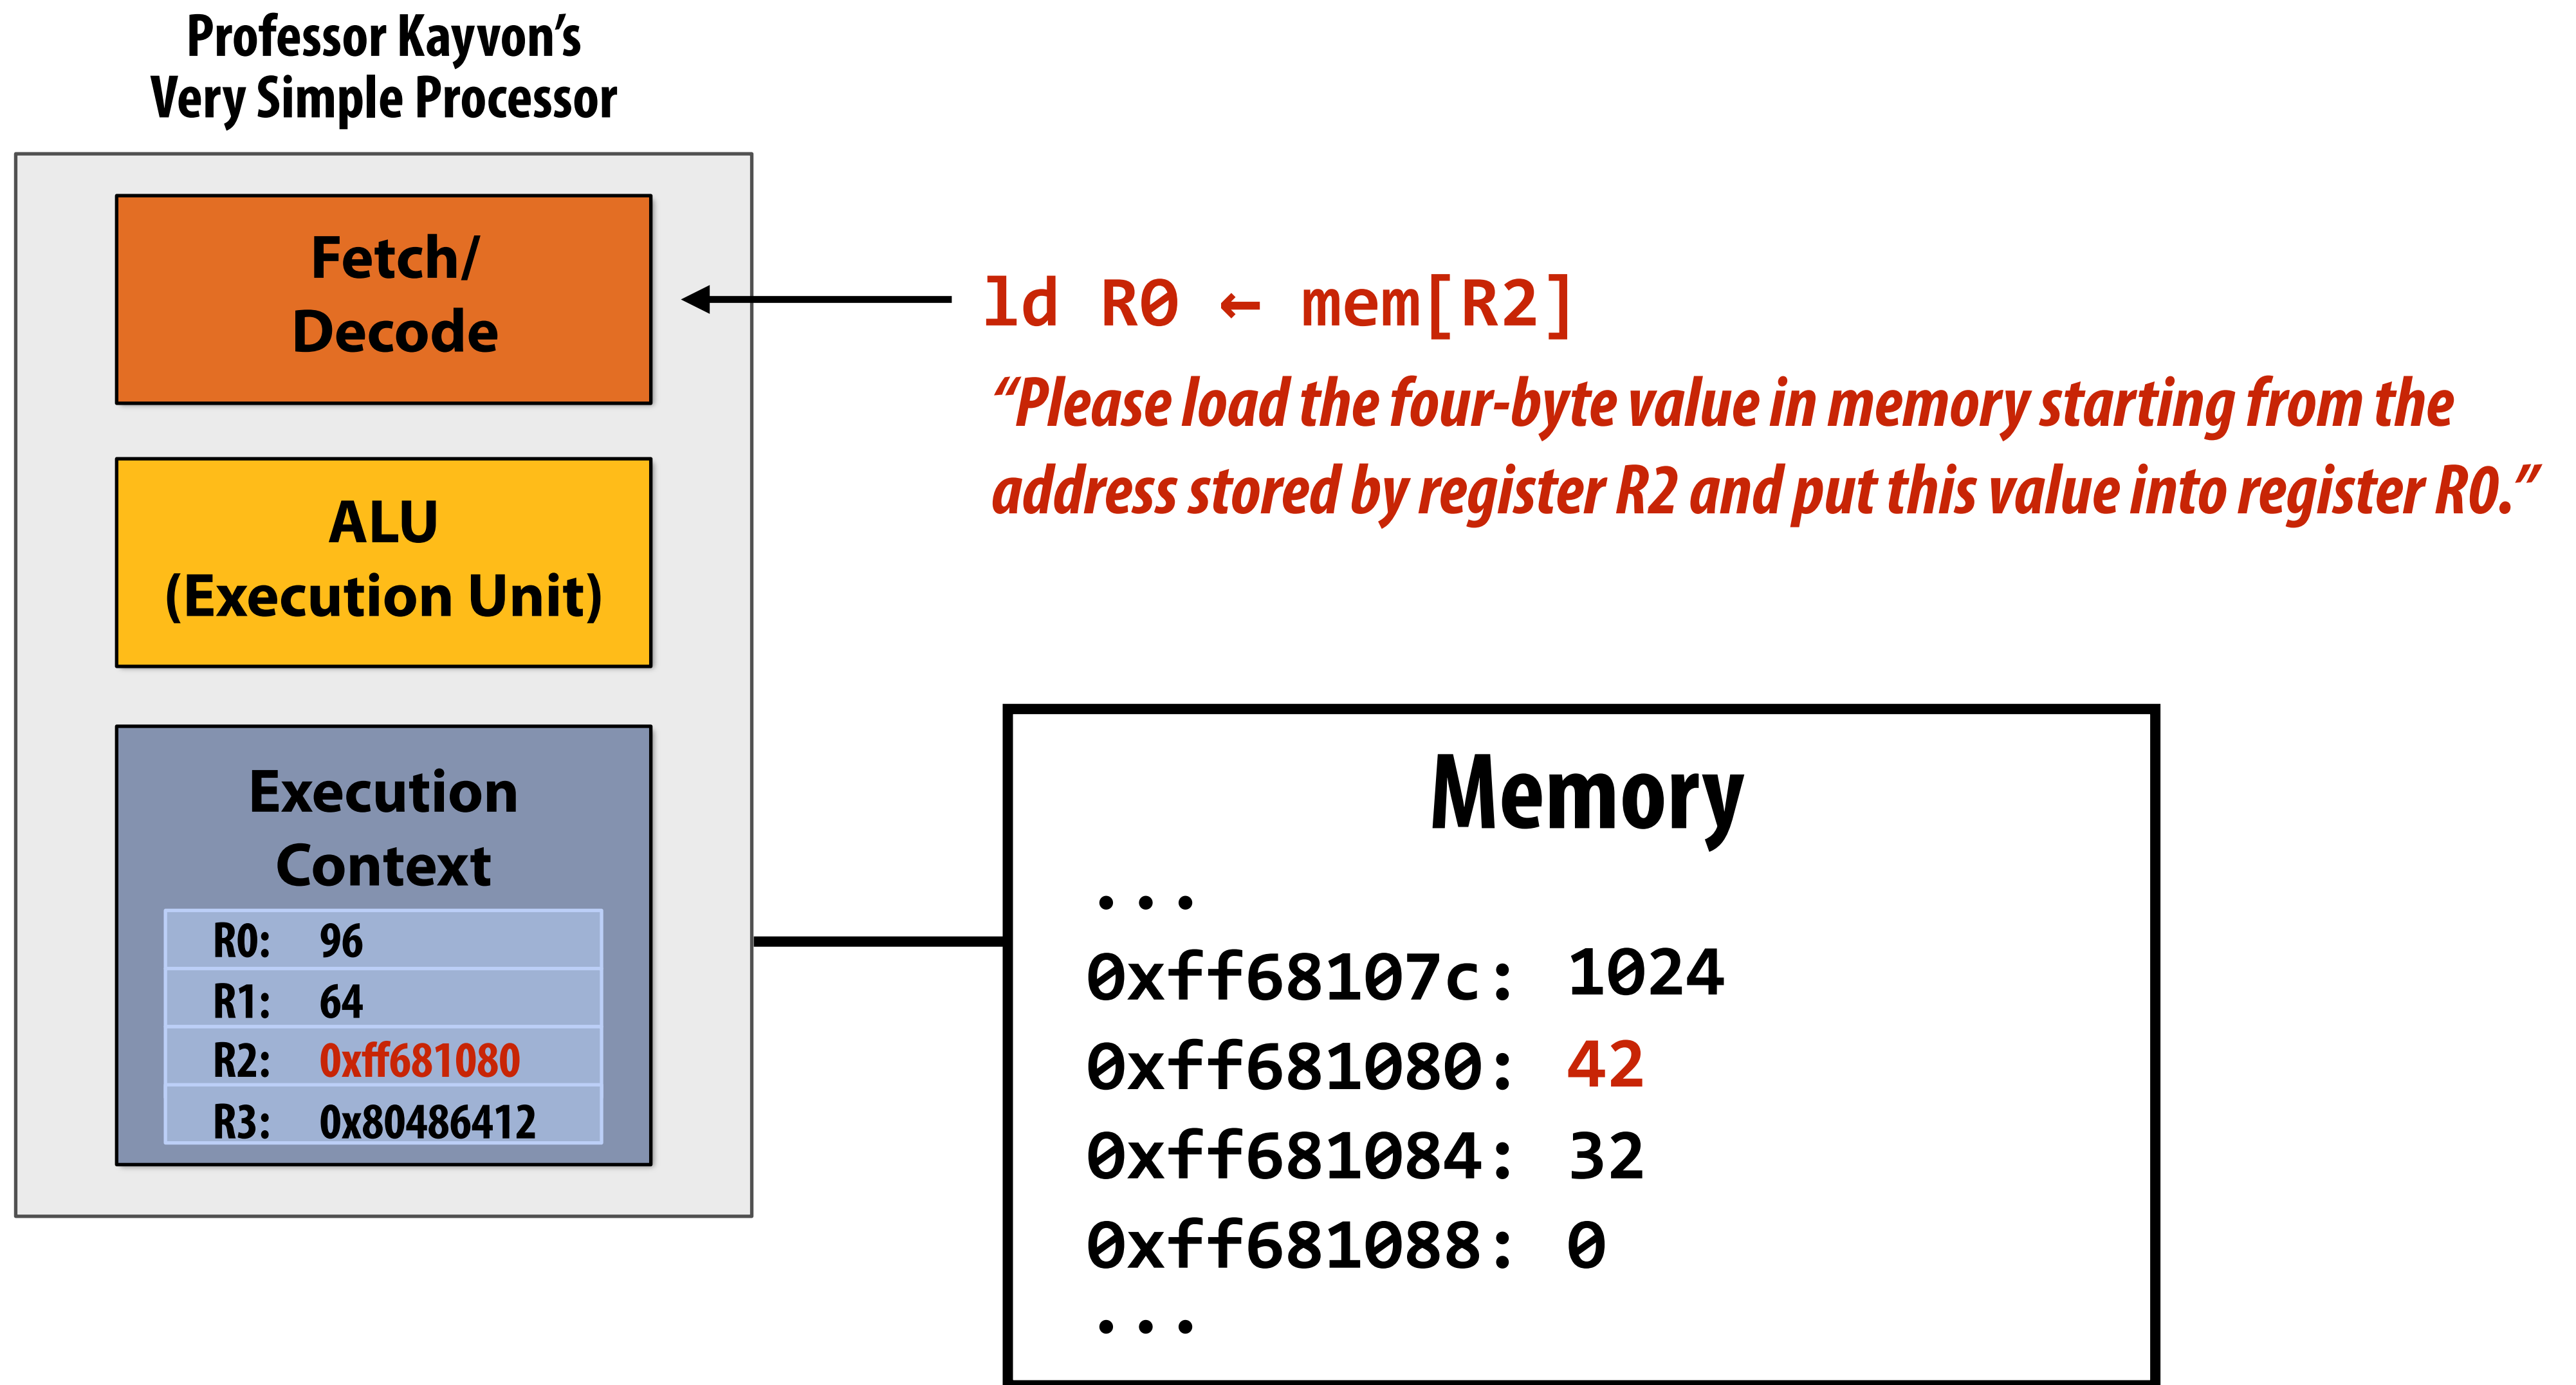 Professor Kayvon’s
Very Simple Processor
Fetch/
Decode
ld R0 ← mem[R2]
“Please load the four-byte value in memory starting from the
address stored by register R2 and put this value into register R0.”
ALU
(Execution Unit)
Execution
Context
R0: 96
R1: 64
R2: 0xff681080
R3: 0x80486412
Memory
...
0xff68107c: 1024
0xff681080: 42
0xff681084: 32
0xff681088: 0
...